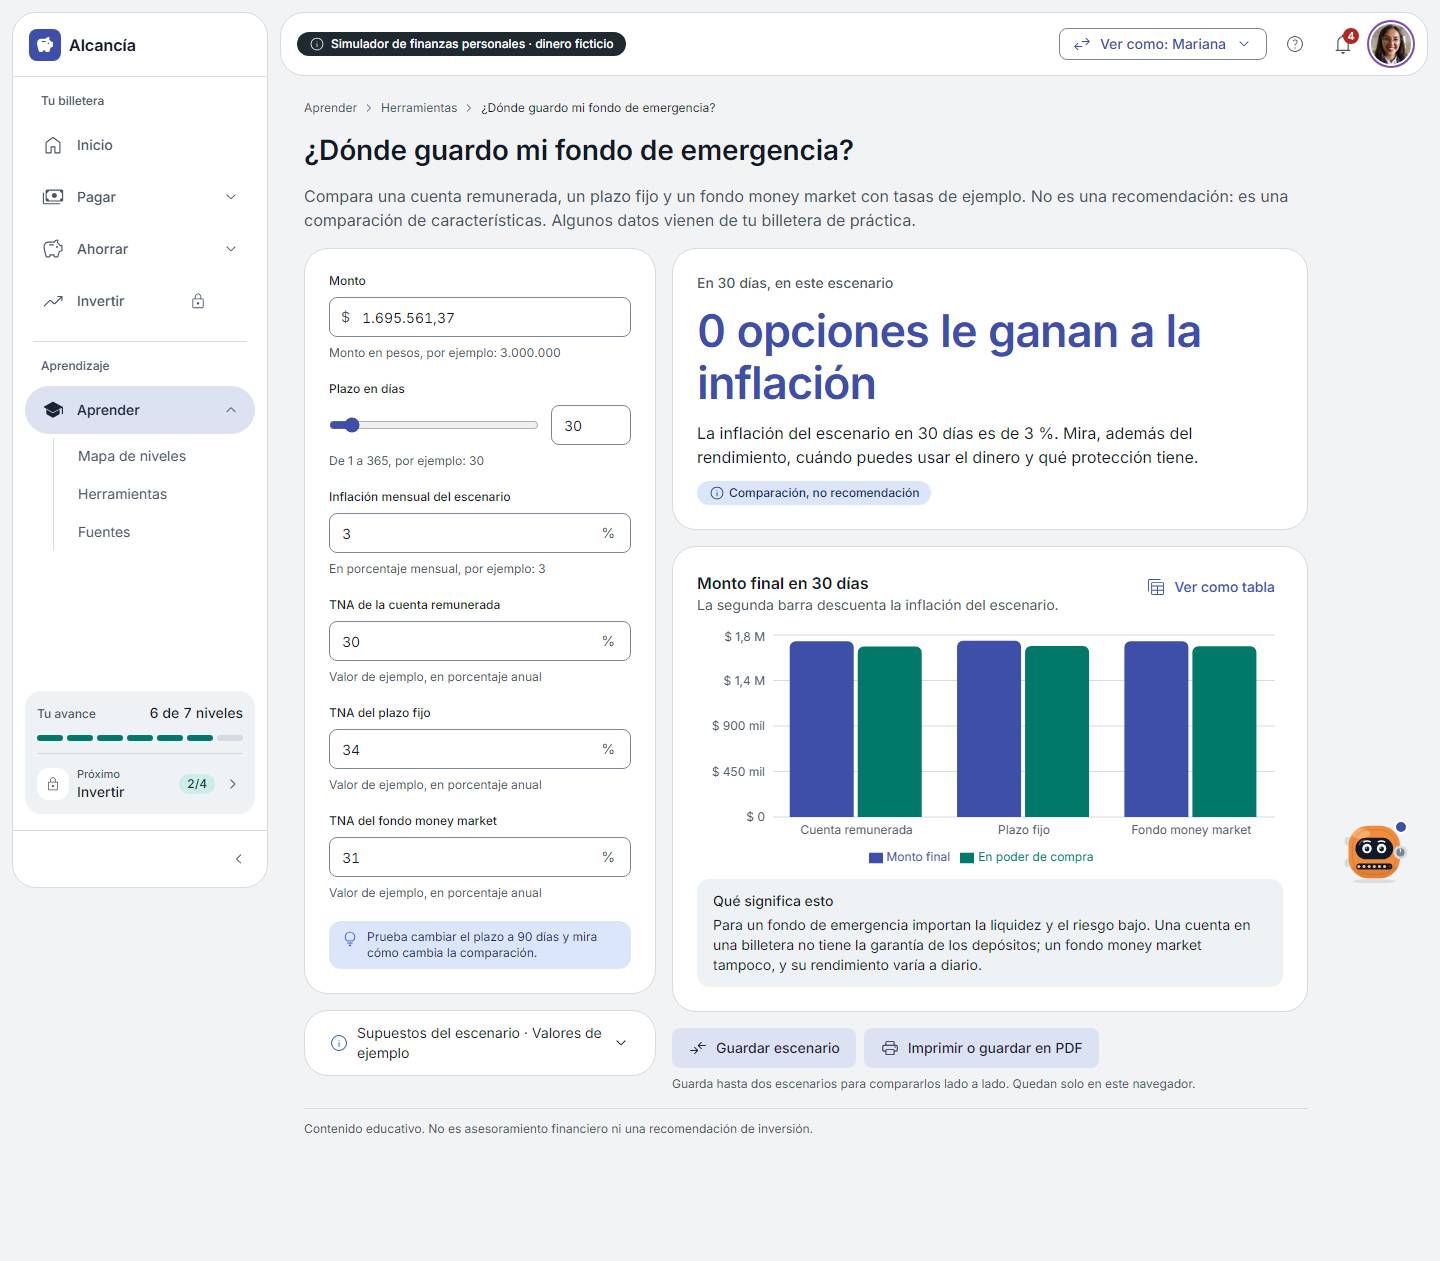 Alcancía
Simulador de finanzas personales · dinero ficticio
Ver como: Mariana
4
Tu billetera
Inicio
Pagar
Ahorrar
Invertir
Aprendizaje
Aprender
Mapa de niveles
Herramientas
Fuentes
Tu avance
6 de 7 niveles
Próximo
Invertir
2/4
Aprender
Herramientas
¿Dónde guardo mi fondo de emergencia?
¿Dónde guardo mi fondo de emergencia?
Compara una cuenta remunerada, un plazo fijo y un fondo money market con tasas de ejemplo. No es una recomendación: es una
comparación de características. Algunos datos vienen de tu billetera de práctica.
Monto
$ 1.695.561,37
Monto en pesos, por ejemplo: 3.000.000
Plazo en días
30
De 1 a 365, por ejemplo: 30
Inflación mensual del escenario
3 %
En porcentaje mensual, por ejemplo: 3
TNA de la cuenta remunerada
30 %
Valor de ejemplo, en porcentaje anual
TNA del plazo fijo
34 %
Valor de ejemplo, en porcentaje anual
TNA del fondo money market
31 %
Valor de ejemplo, en porcentaje anual
Prueba cambiar el plazo a 90 días y mira
cómo cambia la comparación.
Supuestos del escenario · Valores de
ejemplo
En 30 días, en este escenario
0 opciones le ganan a la
inflación
La inflación del escenario en 30 días es de 3 %. Mira, además del
rendimiento, cuándo puedes usar el dinero y qué protección tiene.
Comparación, no recomendación
Monto final en 30 días
La segunda barra descuenta la inflación del escenario.
Ver como tabla
$ 1,8 M
$ 1,4 M
$ 900 mil
$ 450 mil
$ 0
Cuenta remunerada
Plazo fijo
Fondo money market
Monto final
En poder de compra
Qué significa esto
Para un fondo de emergencia importan la liquidez y el riesgo bajo. Una cuenta en
una billetera no tiene la garantía de los depósitos; un fondo money market
tampoco, y su rendimiento varía a diario.
Guardar escenario
Imprimir o guardar en PDF
Guarda hasta dos escenarios para compararlos lado a lado. Quedan solo en este navegador.
Contenido educativo. No es asesoramiento financiero ni una recomendación de inversión.